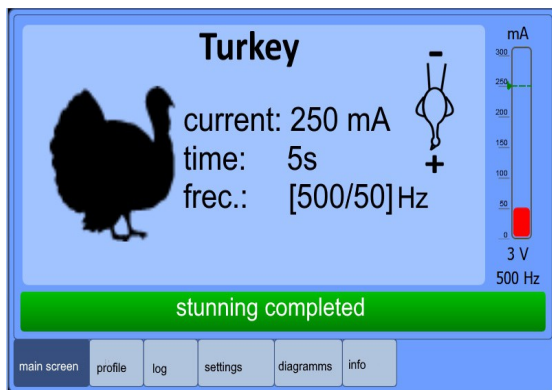 Turkey
current: 250 mA
time: 5s
frec.: [500/50] Hz
-
+
mA
300
250
200
150
100
50
0
3 V
500 Hz
stunning completed
main screen profile log settings diagramms info